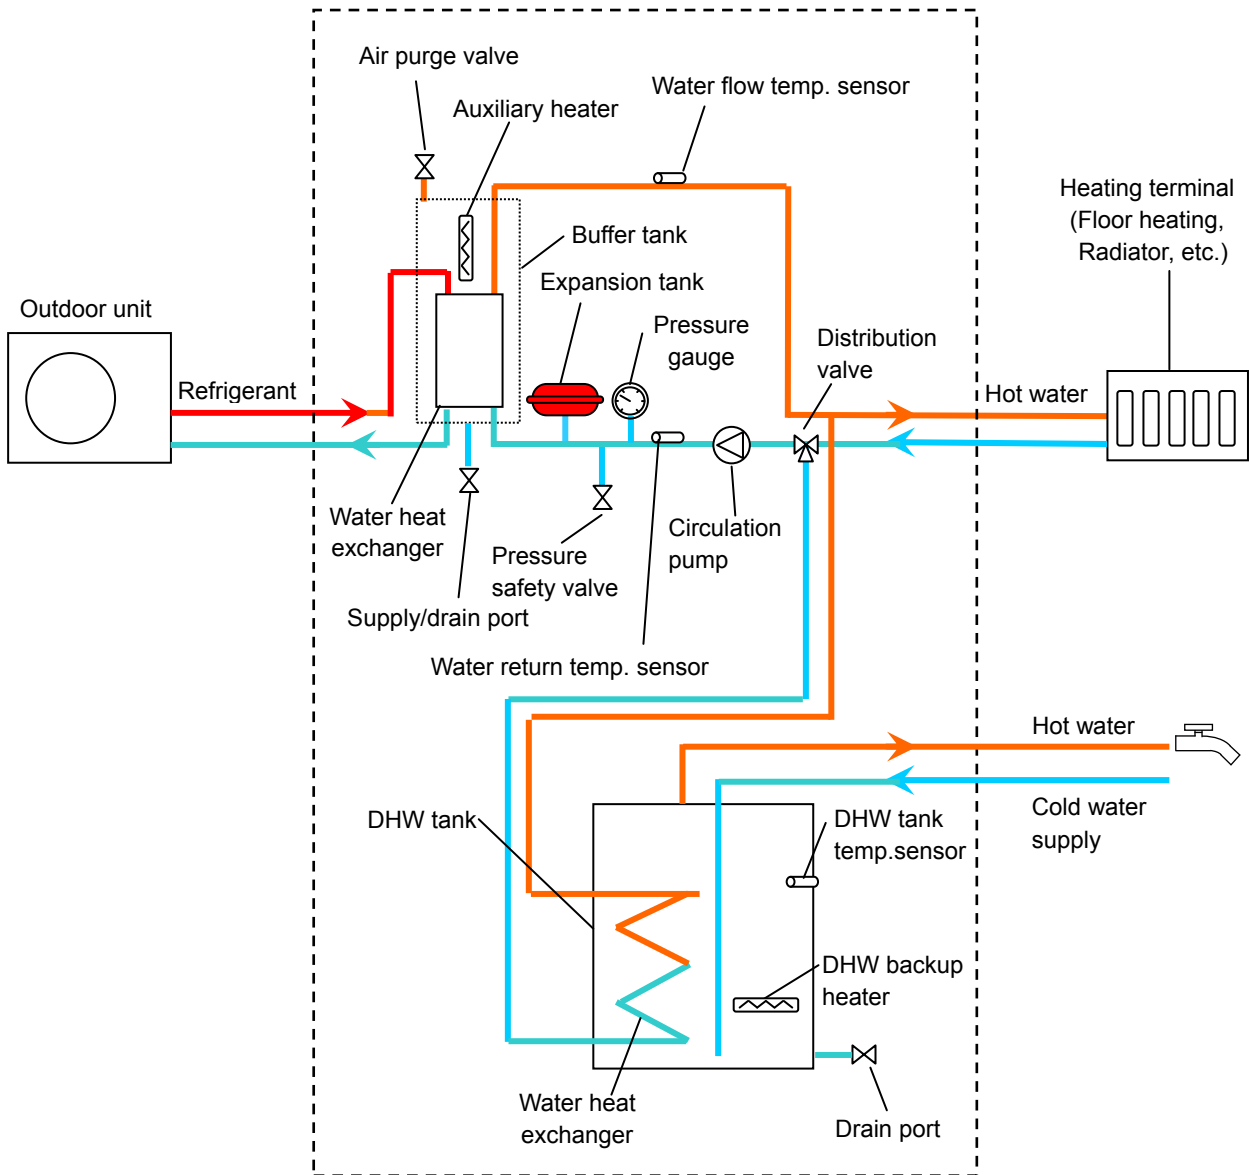 Air purge valve
Auxiliary heater
Water flow temp. sensor
Heating terminal
(Floor heating,
Radiator, etc.)
Buffer tank
Expansion tank
Outdoor unit
Pressure
gauge
Distribution
valve
Refrigerant
Hot water
Water heat
exchanger
Pressure
safety valve
Circulation
pump
Supply/drain port
Water return temp. sensor
Hot water
Cold water
supply
DHW tank
DHW tank
temp.sensor
DHW backup
heater
Water heat
exchanger
Drain port